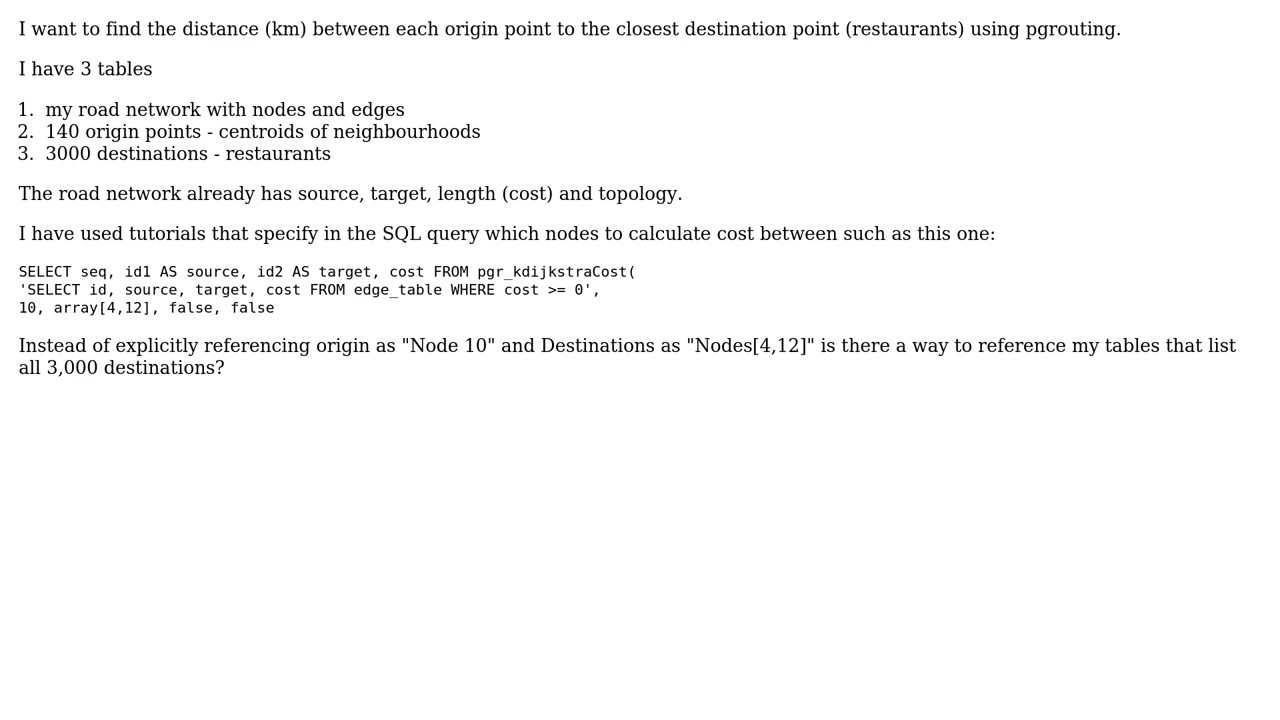 I want to find the distance (km) between each origin point to the closest destination point (restaurants) using pgrouting.
I have 3 tables
1. my road network with nodes and edges
2. 140 origin points - centroids of neighbourhoods
3. 3000 destinations - restaurants
The road network already has source, target, length (cost) and topology.
I have used tutorials that specify in the SQL query which nodes to calculate cost between such as this one:
SELECT seq, id1 AS source, id2 AS target, cost FROM pgr_kdijkstraCost(
'SELECT id, source, target, cost FROM edge_table WHERE cost >= 0',
10, array[4,12], false, false
Instead of explicitly referencing origin as "Node 10" and Destinations as "Nodes[4,12]" is there a way to reference my tables that list
all 3,000 destinations?